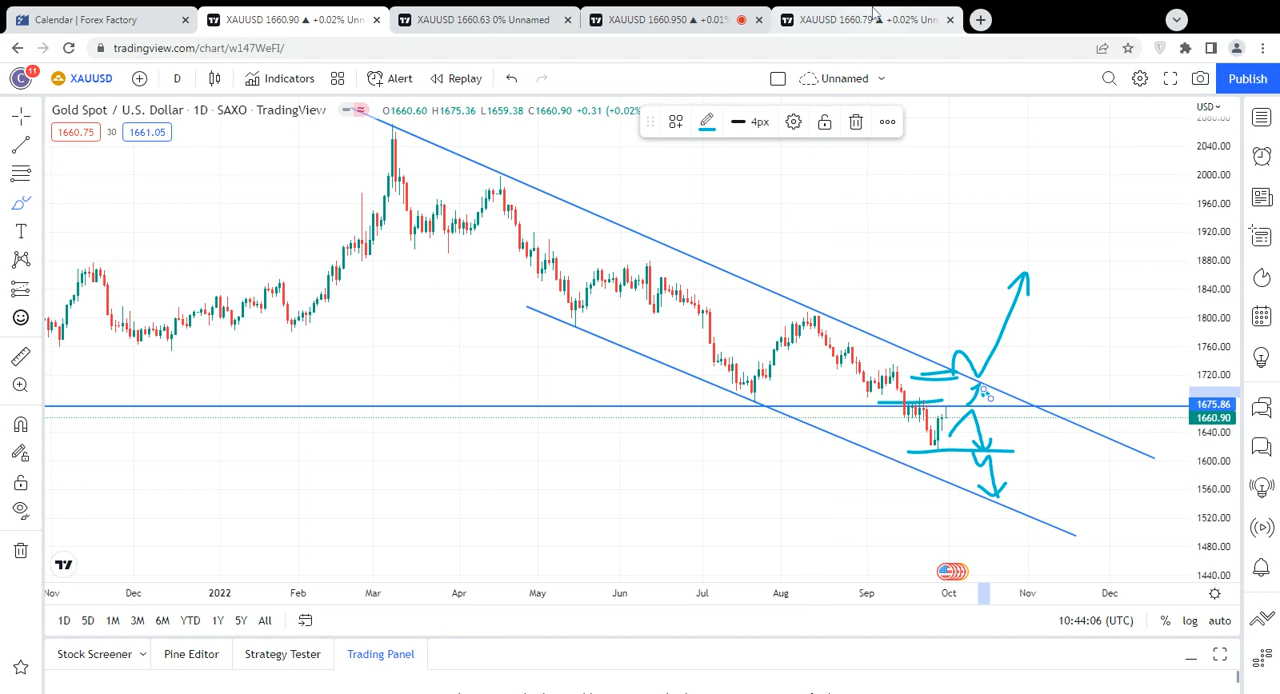 Calendar | Forex Factory
XAUUSD 1660.90 ▲ +0.02% Unn
XAUUSD 1660.63 0% Unnamed
XAUUSD 1660.950 ▲ +0.01%
XAUUSD 1660.79 ▲ +0.02% Unn
tradingview.com/chart/w147WeFI/
C 11 XAUUSD D Indicators Alert Replay Unnamed Publish
Gold Spot / U.S. Dollar · 1D · SAXO · TradingView O1660.60 H1675.36 L1659.38 C1660.90 +0.31 (+0.02%
1660.75 30 1661.05
4px
USD
2080.00
2040.00
2000.00
1960.00
1920.00
1880.00
1840.00
1800.00
1760.00
1720.00
1675.86
1660.90
1640.00
1600.00
1560.00
1520.00
1480.00
1440.00
Nov Dec 2022 Feb Mar Apr May Jun Jul Aug Sep Oct Nov Dec
1D 5D 1M 3M 6M YTD 1Y 5Y All 10:44:06 (UTC) % log auto
Stock Screener Pine Editor Strategy Tester Trading Panel